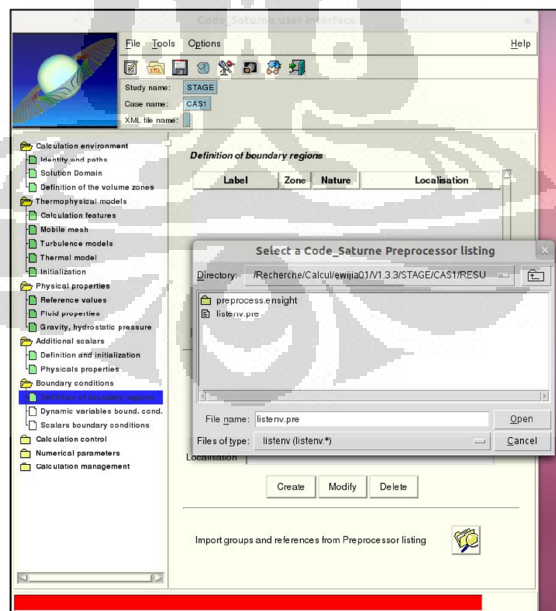 Code_Saturne user interface
File Tools Options Help
Study name: STAGE
Case name: CAS1
XML file name:
Calculation environment
Identity and paths
Solution Domain
Definition of the volume zones
Thermophysical models
Calculation features
Mobile mesh
Turbulence models
Thermal model
Initialization
Physical properties
Reference values
Fluid properties
Gravity, hydrostatic pressure
Additional scalars
Definition and initialization
Physicals properties
Boundary conditions
Definition of boundary regions
Dynamic variables bound. cond.
Scalars boundary conditions
Calculation control
Numerical parameters
Calculation management
Definition of boundary regions
Label Zone Nature Localisation
Select a Code_Saturne Preprocessor listing
Directory: /Recherche/Calcul/ewijia01/V1.3.3/STAGE/CAS1/RESU
preprocess.ensight
listenv.pre
File name: listenv.pre Open
Files of type: listenv (listenv.*) Cancel
Localisation
Create Modify Delete
Import groups and references from Preprocessor listing